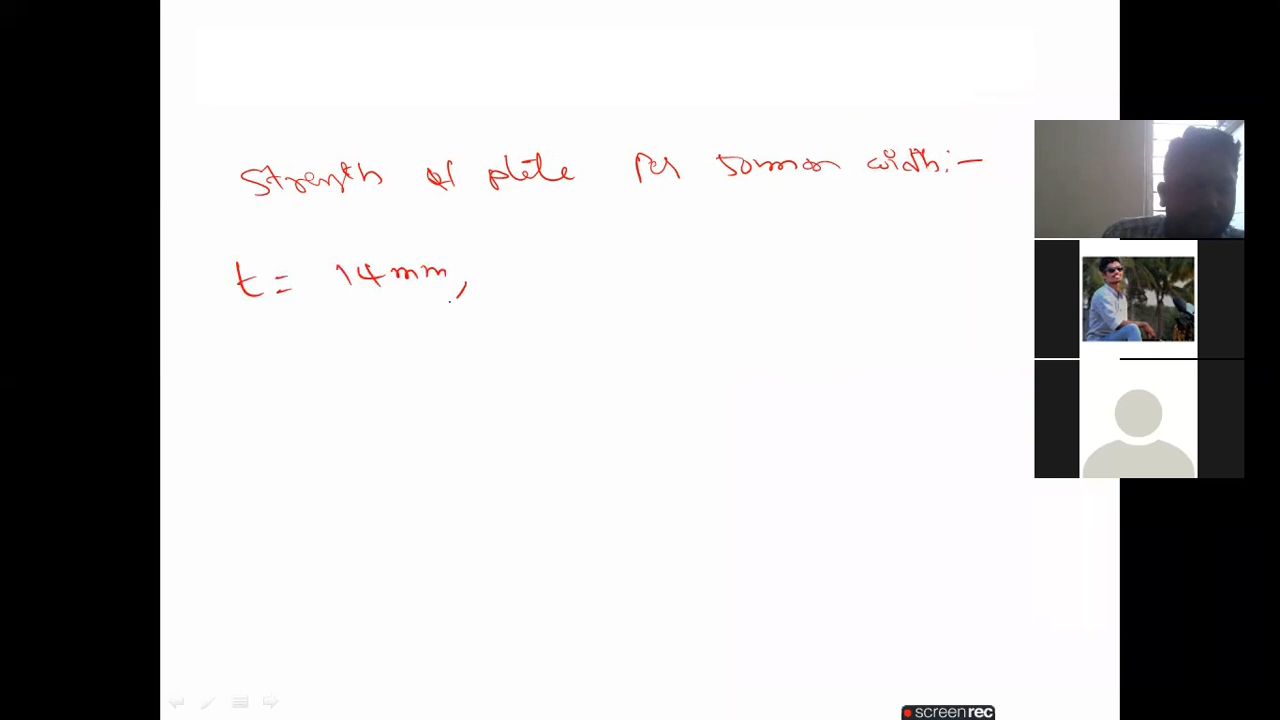 Strength of plate per 50mm width:-
t = 14mm,
screenrec